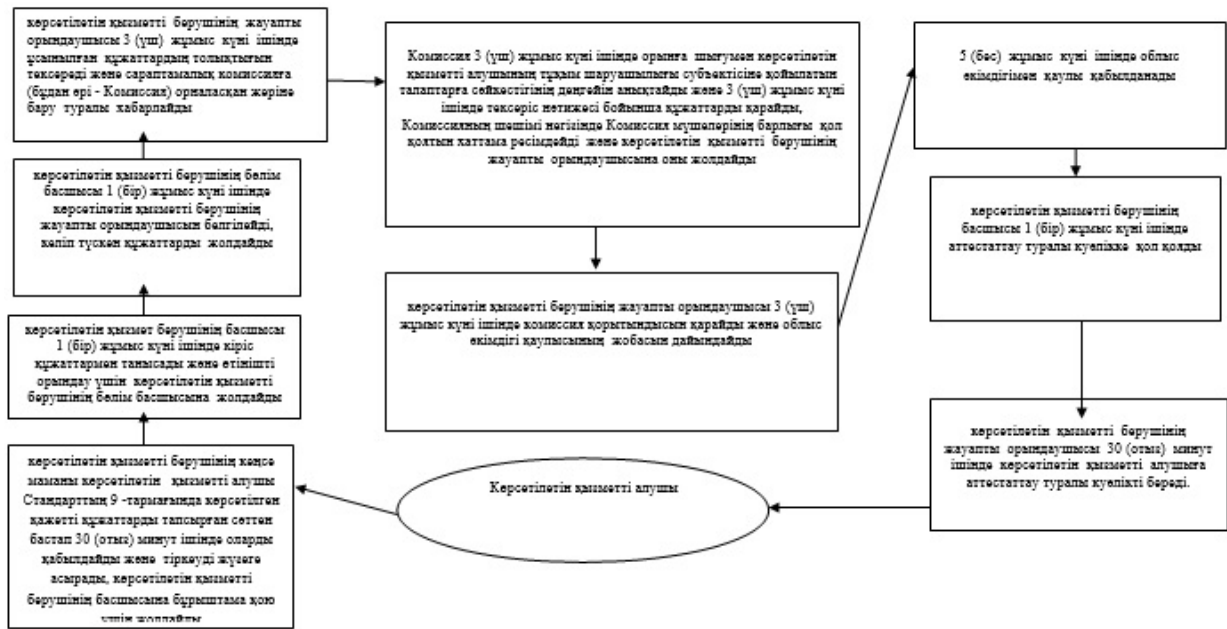 көрсетілетін қызметті берушінің жауапты
орындаушысы 3 (үш) жұмыс күні ішінде
ұсынылған құжаттардың толықтығын
тексереді және сараптамалық комиссияға
(бұдан әрі - Комиссия) орналасқан жеріне
бару туралы хабарлайды
Комиссия 3 (үш) жұмыс күні ішінде орынға шығумен көрсетілетін
қызметті алушының тұқым шаруашылығы субъектісіне қойылатын
талаптарға сәйкестігінің деңгейін анықтайды және 3 (үш) жұмыс күні
ішінде тексеріс нәтижесі бойынша құжаттарды қарайды,
Комиссияның шешімі негізінде Комиссия мүшелерінің барлығы қол
қоятын хаттама ресімдейді және көрсетілетін қызметті берушінің
жауапты орындаушысына оны жолдайды
5 (бес) жұмыс күні ішінде облыс
әкімдігімен қаулы қабылданады
көрсетілетін қызметті берушінің бөлім
басшысы 1 (бір) жұмыс күні ішінде
көрсетілетін қызметті берушінің
жауапты орындаушысын белгілейді,
келіп түскен құжаттарды жолдайды
көрсетілетін қызметті берушінің
басшысы 1 (бір) жұмыс күні ішінде
аттестаттау туралы куәлікке қол қояды
көрсетілетін қызметті берушінің жауапты орындаушысы 3 (үш)
жұмыс күні ішінде комиссия қорытындысын қарайды және облыс
әкімдігі қаулысының жобасын дайындайды
көрсетілетін қызмет берушінің басшысы
1 (бір) жұмыс күні ішінде кіріс
құжаттармен танысады және өтінішті
орындау үшін көрсетілетін қызметті
берушінің бөлім басшысына жолдайды
көрсетілетін қызметті берушінің
жауапты орындаушысы 30 (отыз) минут
ішінде көрсетілетін қызметті алушыға
аттестаттау туралы куәлікті береді.
көрсетілетін қызметті берушінің кеңсе
маманы көрсетілетін қызметті алушы
Стандарттың 9 -тармағында көрсетілген
қажетті құжаттарды тапсырған сәттен
бастап 30 (отыз) минут ішінде оларды
қабылдайды және тіркеуді жүзеге
асырады, көрсетілетін қызметті
берушінің басшысына бұрыштама қою
үшін жолдайды
Көрсетілетін қызметті алушы